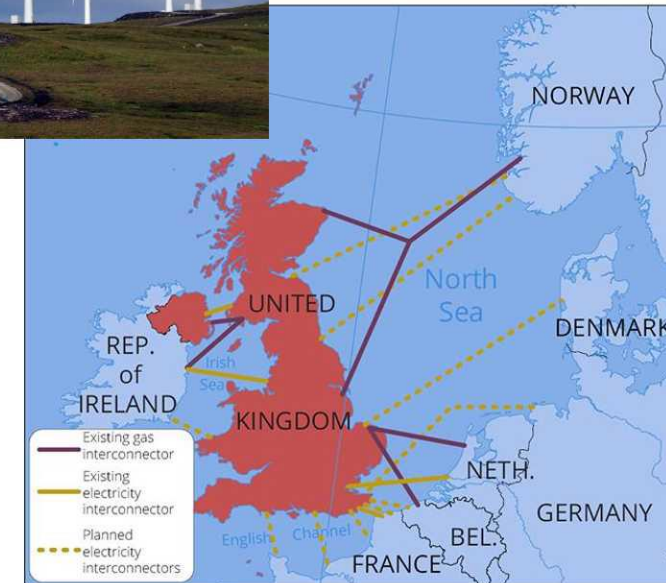 NORWAY
North
Sea
UNITED
DENMARK
REP.
of
IRELAND
Irish
Sea
KINGDOM
NETH.
GERMANY
BEL.
English Channel
FRANCE
Existing gas
interconnector
Existing
electricity
interconnector
Planned
electricity
interconnectors